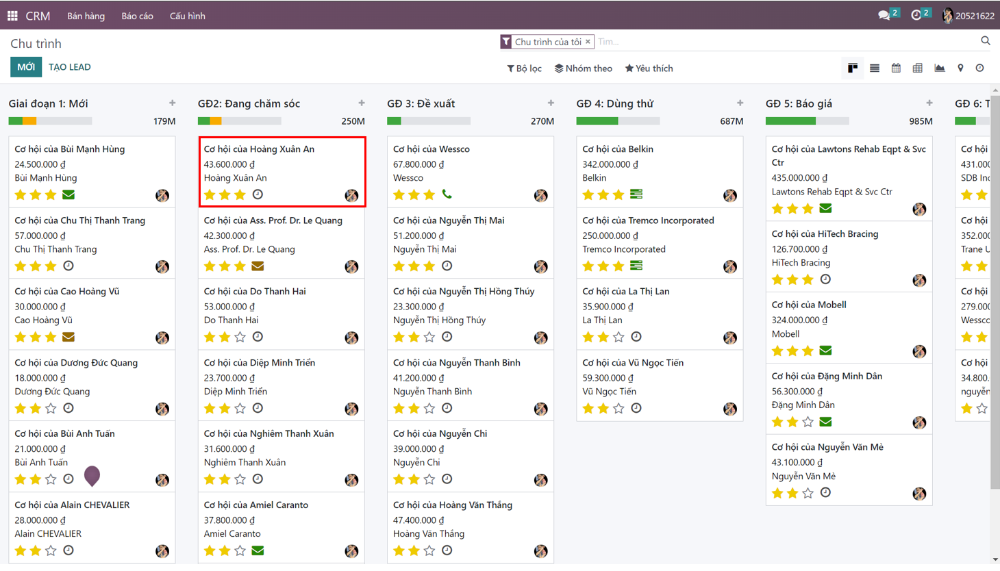 CRM Bán hàng Báo cáo Cấu hình 2 2 20521622
Chu trình
Chu trình của tôi × Tìm...
MỚI TẠO LEAD
Bộ lọc Nhóm theo Yêu thích
Giai đoạn 1: Mới
179M
Cơ hội của Bùi Mạnh Hùng
24.500.000 ₫
Bùi Mạnh Hùng
Cơ hội của Chu Thị Thanh Trang
57.000.000 ₫
Chu Thị Thanh Trang
Cơ hội của Cao Hoàng Vũ
30.000.000 ₫
Cao Hoàng Vũ
Cơ hội của Dương Đức Quang
18.000.000 ₫
Dương Đức Quang
Cơ hội của Bùi Anh Tuấn
21.000.000 ₫
Bùi Anh Tuấn
Cơ hội của Alain CHEVALIER
28.000.000 ₫
Alain CHEVALIER
GĐ2: Đang chăm sóc
250M
Cơ hội của Hoàng Xuân An
43.600.000 ₫
Hoàng Xuân An
Cơ hội của Ass. Prof. Dr. Le Quang
42.300.000 ₫
Ass. Prof. Dr. Le Quang
Cơ hội của Do Thanh Hai
53.000.000 ₫
Do Thanh Hai
Cơ hội của Diệp Minh Triển
23.700.000 ₫
Diệp Minh Triển
Cơ hội của Nghiêm Thanh Xuân
31.600.000 ₫
Nghiêm Thanh Xuân
Cơ hội của Amiel Caranto
37.800.000 ₫
Amiel Caranto
GĐ 3: Đề xuất
270M
Cơ hội của Wessco
67.800.000 ₫
Wessco
Cơ hội của Nguyễn Thị Mai
51.200.000 ₫
Nguyễn Thị Mai
Cơ hội của Nguyễn Thị Hồng Thúy
23.300.000 ₫
Nguyễn Thị Hồng Thúy
Cơ hội của Nguyễn Thanh Bình
41.200.000 ₫
Nguyễn Thanh Bình
Cơ hội của Nguyễn Chi
39.000.000 ₫
Nguyễn Chi
Cơ hội của Hoàng Văn Thắng
47.400.000 ₫
Hoàng Văn Thắng
GĐ 4: Dùng thử
687M
Cơ hội của Belkin
342.000.000 ₫
Belkin
Cơ hội của Tremco Incorporated
250.000.000 ₫
Tremco Incorporated
Cơ hội của La Thị Lan
35.900.000 ₫
La Thị Lan
Cơ hội của Vũ Ngọc Tiến
59.300.000 ₫
Vũ Ngọc Tiến
GĐ 5: Báo giá
985M
Cơ hội của Lawtons Rehab Eqpt & Svc
Ctr
435.000.000 ₫
Lawtons Rehab Eqpt & Svc Ctr
Cơ hội của HiTech Bracing
126.700.000 ₫
HiTech Bracing
Cơ hội của Mobell
324.000.000 ₫
Mobell
Cơ hội của Đặng Minh Dân
56.300.000 ₫
Đặng Minh Dân
Cơ hội của Nguyễn Văn Mè
43.100.000 ₫
Nguyễn Văn Mè
GĐ 6: T
Cơ hội
431.00
SDB Inc
Cơ hội
352.00
Trane U
Cơ hội
279.00
Wessco
Cơ hội
34.800.
nguyễn